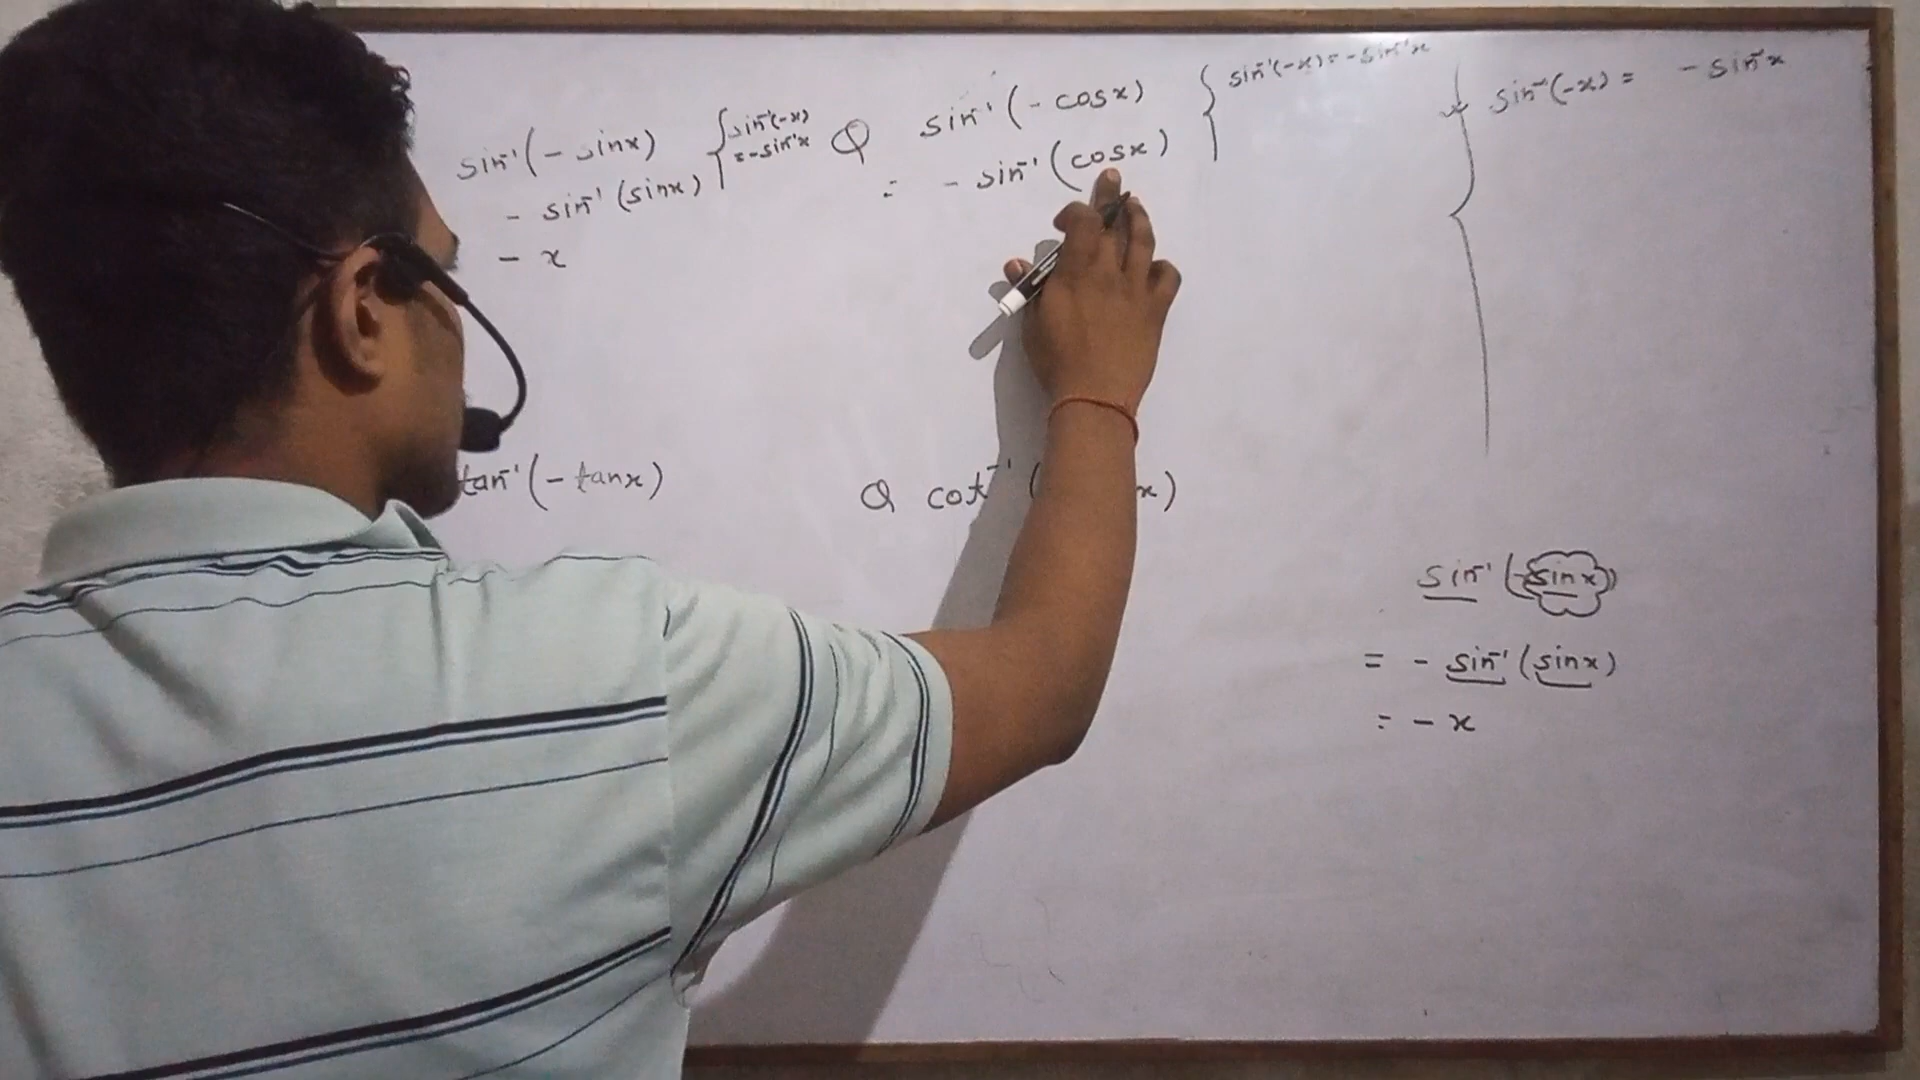 sin⁻¹(-sinx)
- sin⁻¹(sinx)
- x
sin⁻¹(-x)
= -sin⁻¹x
Q sin⁻¹(-cosx)
= - sin⁻¹(cosx)
sin⁻¹(-x) = -sin⁻¹x
sin⁻¹(-x) = - sin⁻¹x
tan⁻¹(-tanx)
Q cot⁻¹( x)
sin⁻¹(-sinx)
= - sin⁻¹(sinx)
= - x